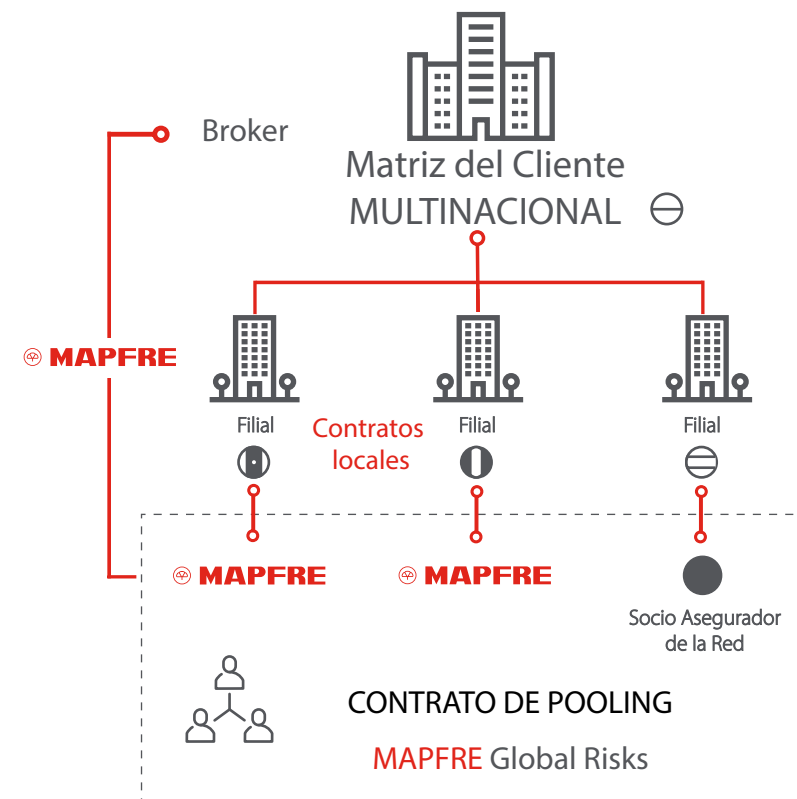 Broker
Matriz del Cliente
MULTINACIONAL
MAPFRE
Filial
Filial
Filial
Contratos
locales
MAPFRE
MAPFRE
Socio Asegurador
de la Red
CONTRATO DE POOLING
MAPFRE Global Risks